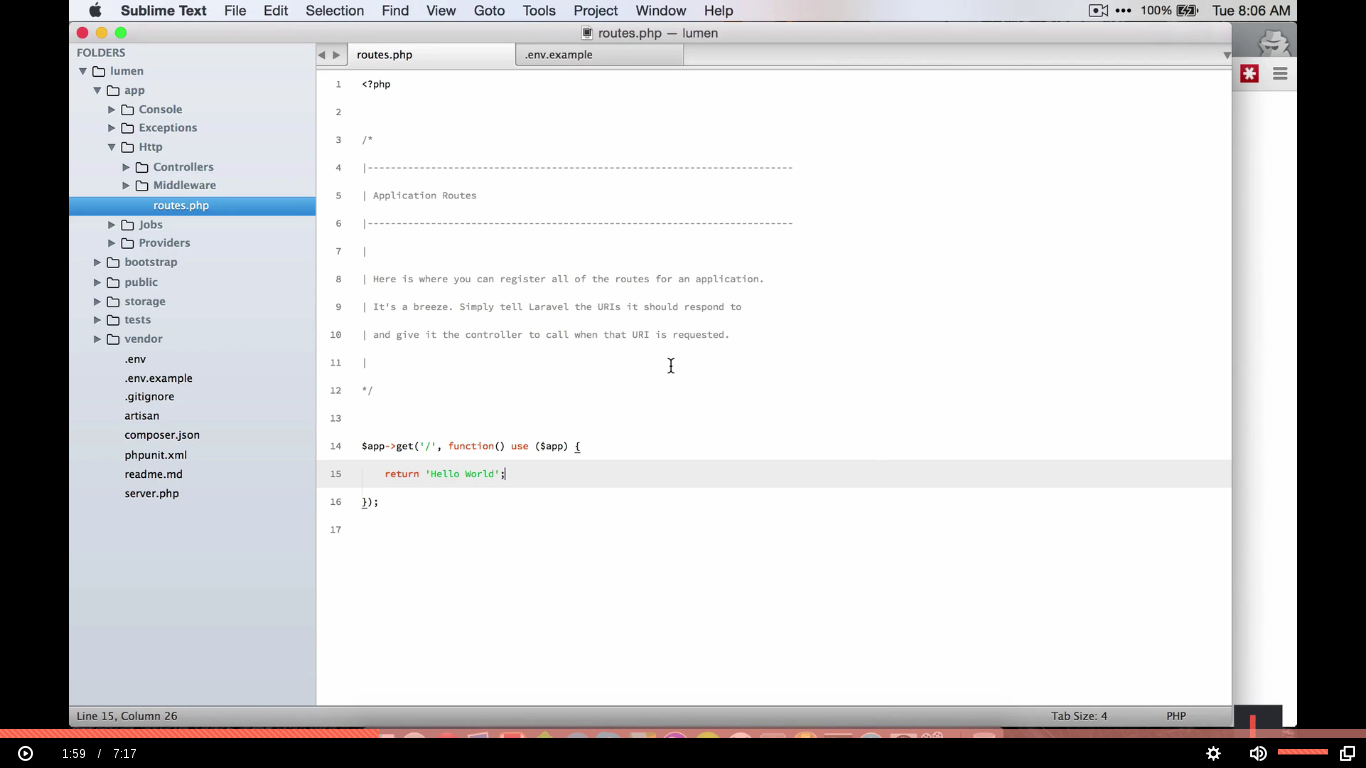 Sublime Text File Edit Selection Find View Goto Tools Project Window Help 100% Tue 8:06 AM
routes.php — lumen
FOLDERS
lumen
app
Console
Exceptions
Http
Controllers
Middleware
routes.php
Jobs
Providers
bootstrap
public
storage
tests
vendor
.env
.env.example
.gitignore
artisan
composer.json
phpunit.xml
readme.md
server.php
routes.php .env.example
1 <?php
2
3 /*
4 |--------------------------------------------------------------------------
5 | Application Routes
6 |--------------------------------------------------------------------------
7 |
8 | Here is where you can register all of the routes for an application.
9 | It's a breeze. Simply tell Laravel the URIs it should respond to
10 | and give it the controller to call when that URI is requested.
11 |
12 */
13
14 $app->get('/', function() use ($app) {
15 return 'Hello World';
16 });
17
Line 15, Column 26 Tab Size: 4 PHP
1:59 / 7:17